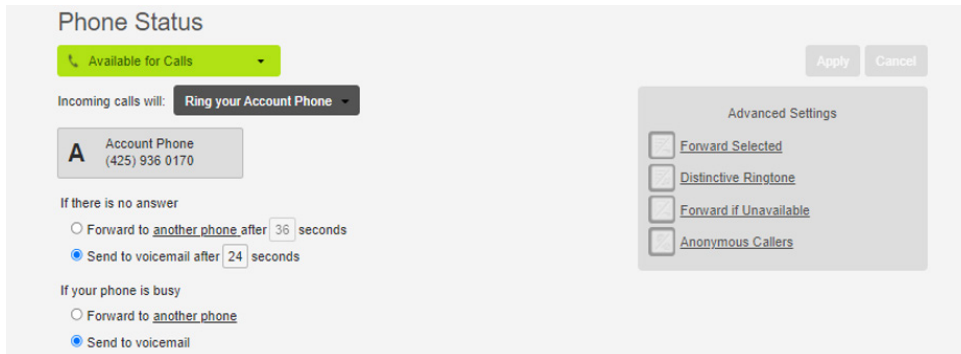 Phone Status
Available for Calls
Apply Cancel
Incoming calls will: Ring your Account Phone
A Account Phone
(425) 936 0170
If there is no answer
Forward to another phone after 36 seconds
Send to voicemail after 24 seconds
If your phone is busy
Forward to another phone
Send to voicemail
Advanced Settings
Forward Selected
Distinctive Ringtone
Forward if Unavailable
Anonymous Callers